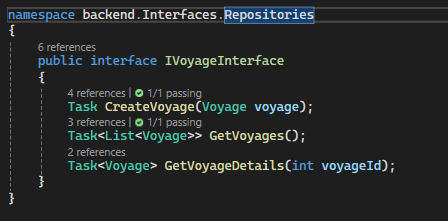 namespace backend.Interfaces.Repositories
{
6 references
public interface IVoyageInterface
{
4 references | 1/1 passing
Task CreateVoyage(Voyage voyage);
3 references | 1/1 passing
Task<List<Voyage>> GetVoyages();
2 references
Task<Voyage> GetVoyageDetails(int voyageId);
}
}